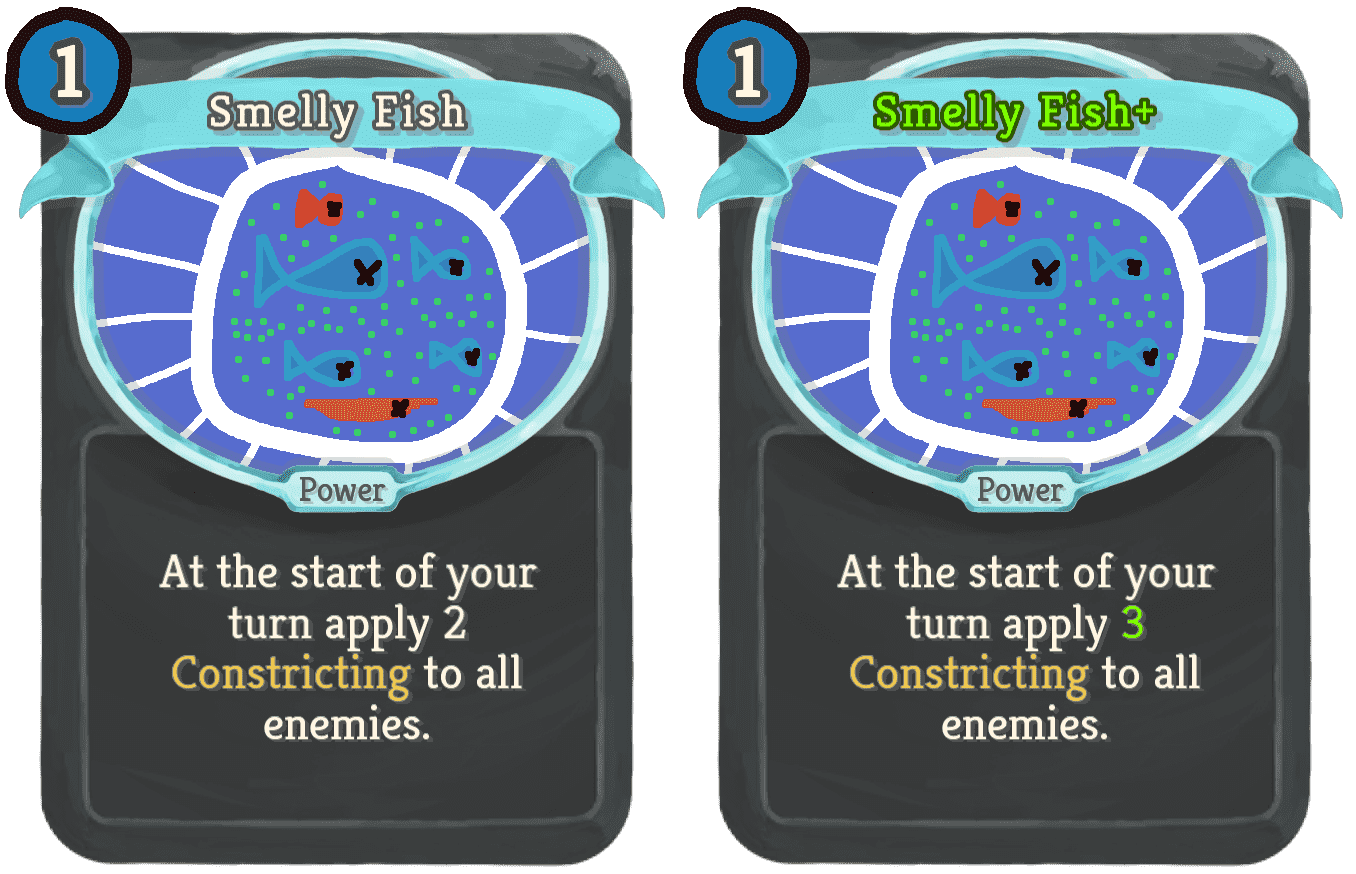 1
Smelly Fish
Power
At the start of your
turn apply 2
Constricting to all
enemies.
1
Smelly Fish+
Power
At the start of your
turn apply 3
Constricting to all
enemies.